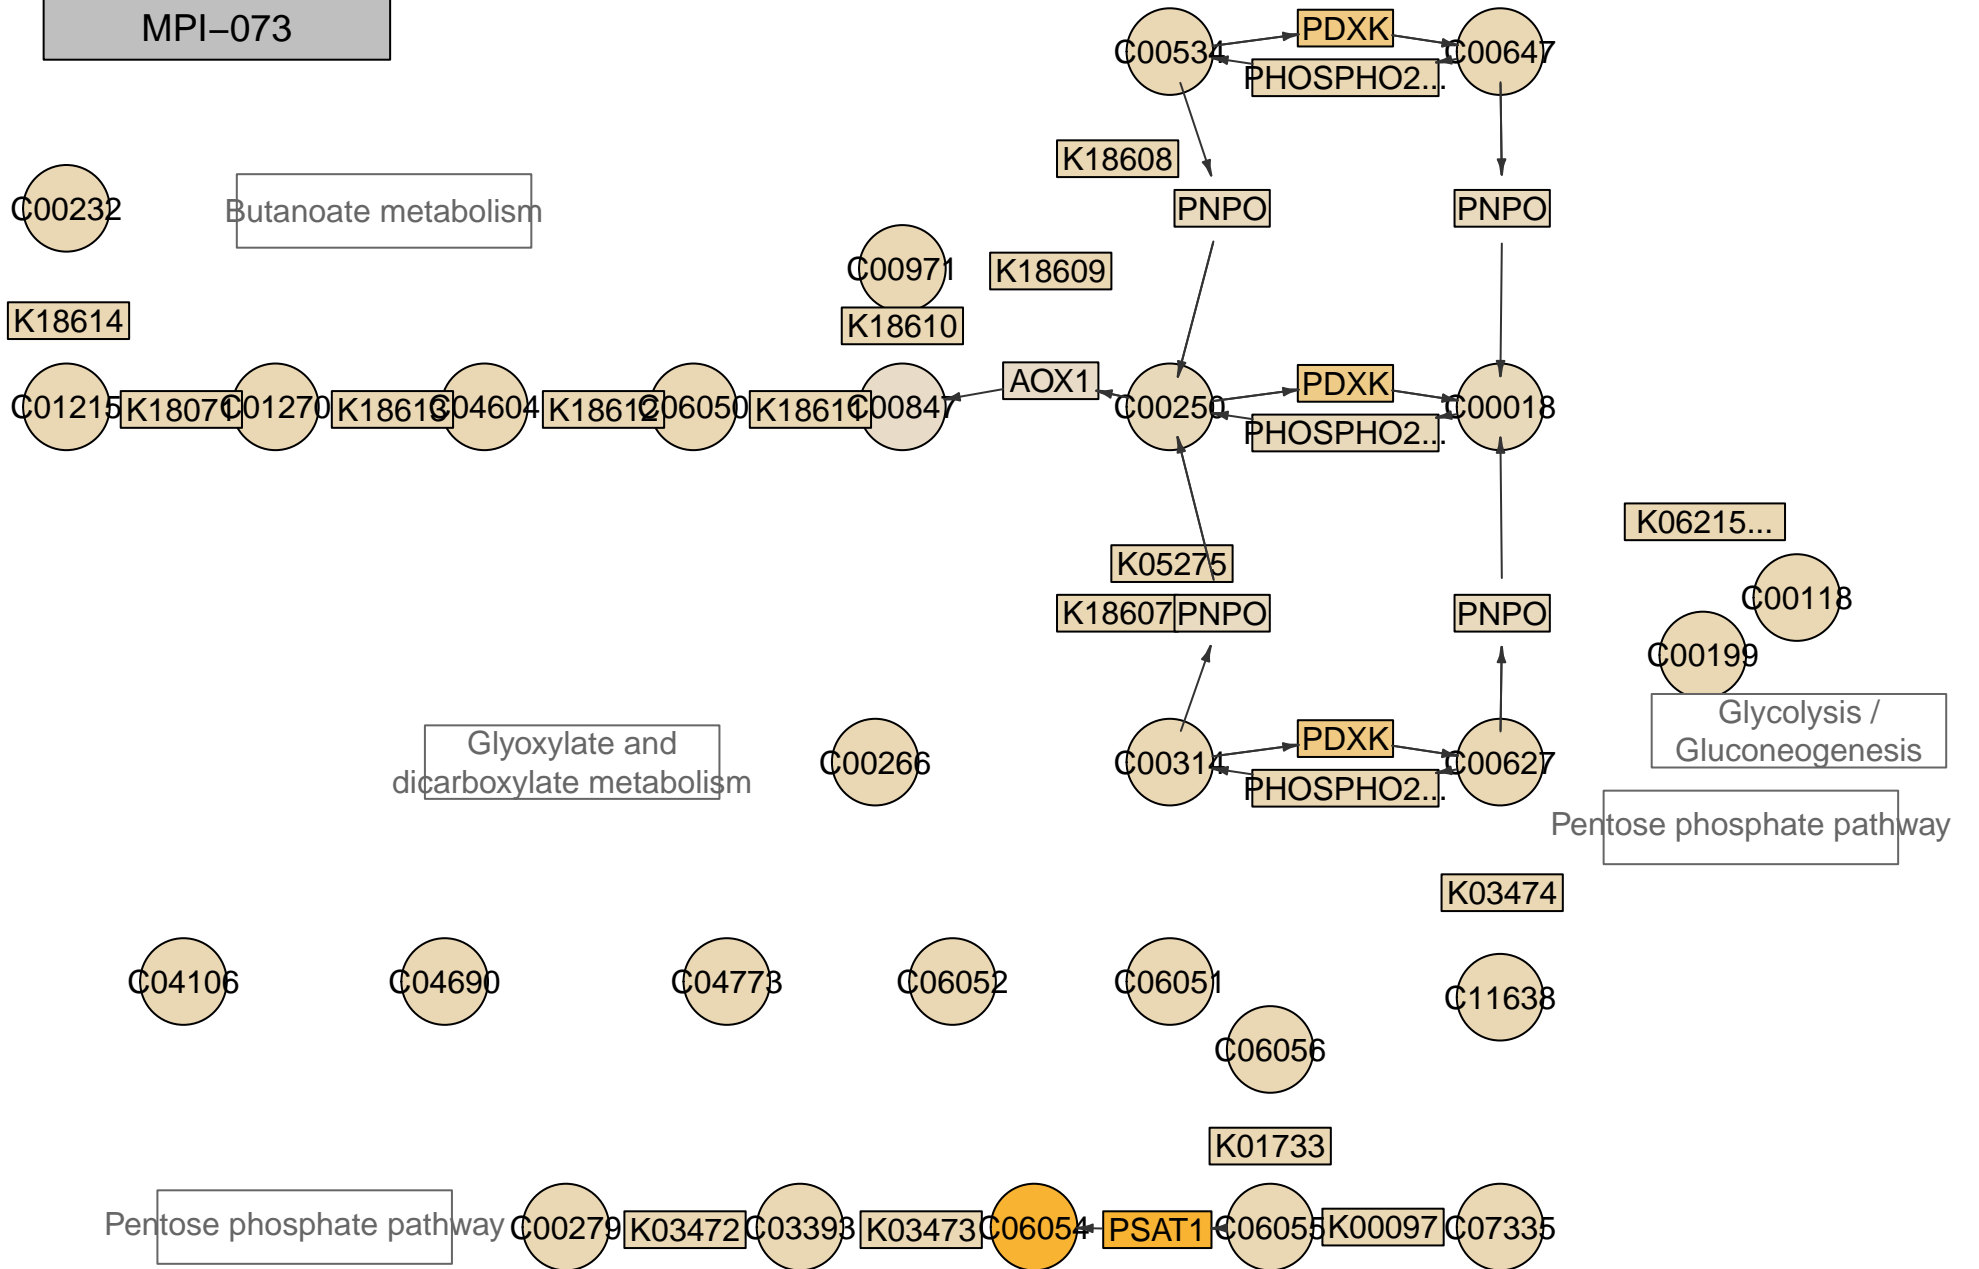 MPI–073
C00534
PDXK
C00647
PHOSPHO2...
K18608
C00232
Butanoate metabolism
PNPO
PNPO
C00971
K18609
K18614
K18610
AOX1
PDXK
C01215
K18071
C01270
K18613
C04604
K18612
C06050
K18611
C00847
C00250
C00018
PHOSPHO2...
K06215...
K05275
C00118
K18607
PNPO
PNPO
C00199
Glycolysis /
Gluconeogenesis
Glyoxylate and
dicarboxylate metabolism
C00266
C00314
PDXK
C00627
PHOSPHO2...
Pentose phosphate pathway
K03474
C04106
C04690
C04773
C06052
C06051
C11638
C06056
K01733
Pentose phosphate pathway
C00279
K03472
C03393
K03473
C06054
PSAT1
C06055
K00097
C07335